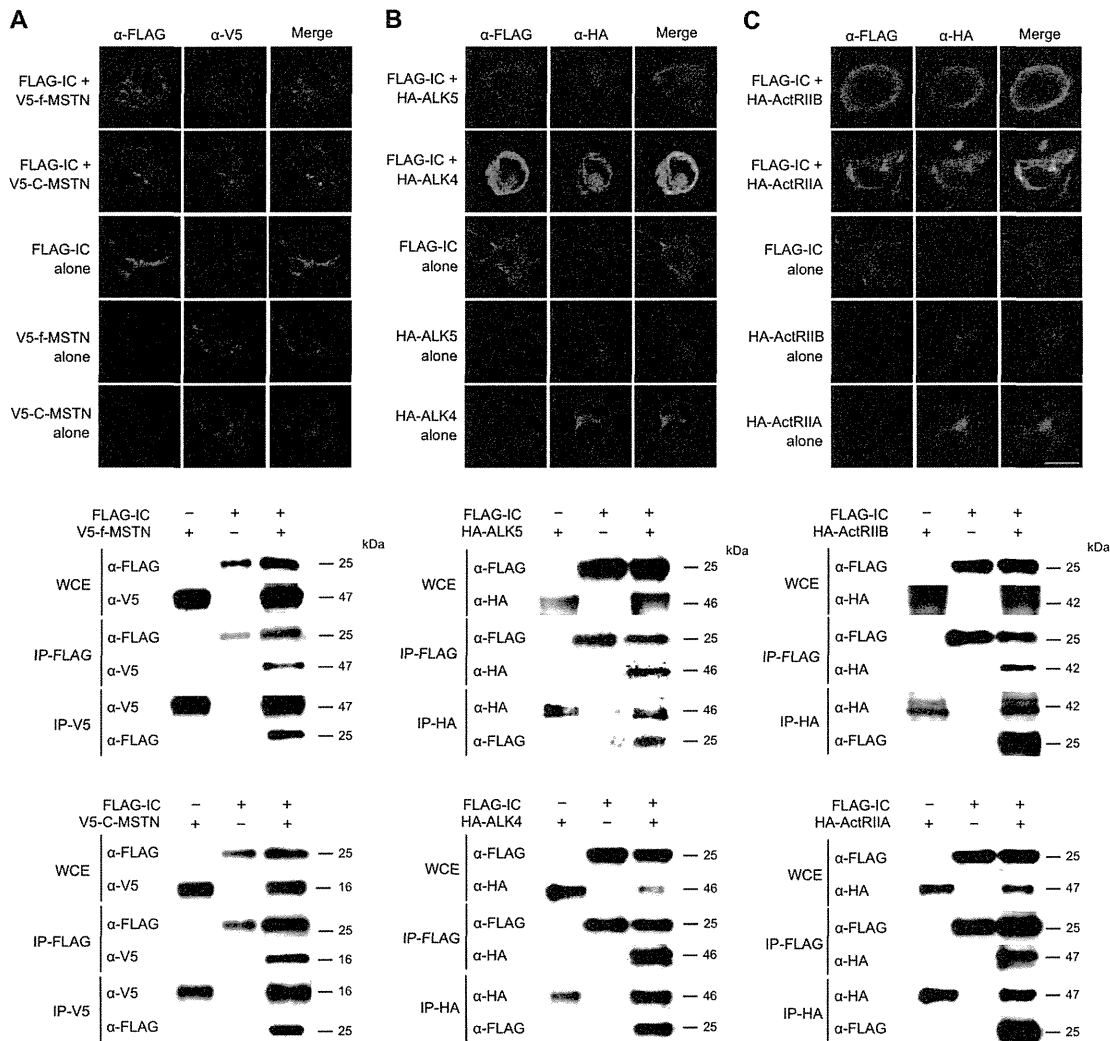 A
α-FLAG α-V5 Merge
FLAG-IC +
V5-f-MSTN
FLAG-IC +
V5-C-MSTN
FLAG-IC
alone
V5-f-MSTN
alone
V5-C-MSTN
alone
FLAG-IC – + +
V5-f-MSTN + – +
kDa
WCE
α-FLAG – 25
α-V5 – 47
IP-FLAG
α-FLAG – 25
α-V5 – 47
IP-V5
α-V5 – 47
α-FLAG – 25
FLAG-IC – + +
V5-C-MSTN + – +
WCE
α-FLAG – 25
α-V5 – 16
IP-FLAG
α-FLAG – 25
α-V5 – 16
IP-V5
α-V5 – 16
α-FLAG – 25
B
α-FLAG α-HA Merge
FLAG-IC +
HA-ALK5
FLAG-IC +
HA-ALK4
FLAG-IC
alone
HA-ALK5
alone
HA-ALK4
alone
FLAG-IC – + +
HA-ALK5 + – +
kDa
WCE
α-FLAG – 25
α-HA – 46
IP-FLAG
α-FLAG – 25
α-HA – 46
IP-HA
α-HA – 46
α-FLAG – 25
FLAG-IC – + +
HA-ALK4 + – +
WCE
α-FLAG – 25
α-HA – 46
IP-FLAG
α-FLAG – 25
α-HA – 46
IP-HA
α-HA – 46
α-FLAG – 25
C
α-FLAG α-HA Merge
FLAG-IC +
HA-ActRIIB
FLAG-IC +
HA-ActRIIA
FLAG-IC
alone
HA-ActRIIB
alone
HA-ActRIIA
alone
FLAG-IC – + +
HA-ActRIIB + – +
kDa
WCE
α-FLAG – 25
α-HA – 42
IP-FLAG
α-FLAG – 25
α-HA – 42
IP-HA
α-HA – 42
α-FLAG – 25
FLAG-IC – + +
HA-ActRIIA + – +
WCE
α-FLAG – 25
α-HA – 47
IP-FLAG
α-FLAG – 25
α-HA – 47
IP-HA
α-HA – 47
α-FLAG – 25